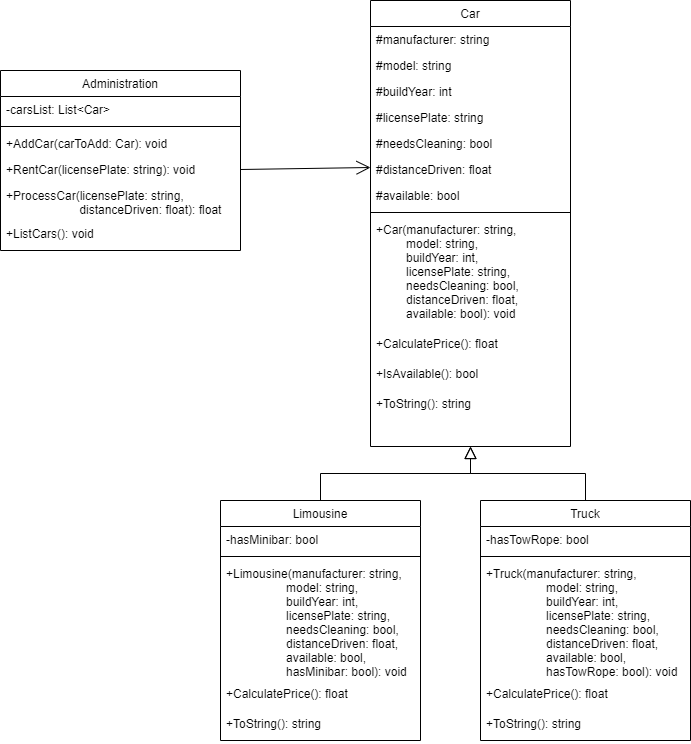 Car
#manufacturer: string
#model: string
#buildYear: int
#licensePlate: string
#needsCleaning: bool
#distanceDriven: float
#available: bool
+Car(manufacturer: string,
model: string,
buildYear: int,
licensePlate: string,
needsCleaning: bool,
distanceDriven: float,
available: bool): void
+CalculatePrice(): float
+IsAvailable(): bool
+ToString(): string
Administration
-carsList: List<Car>
+AddCar(carToAdd: Car): void
+RentCar(licensePlate: string): void
+ProcessCar(licensePlate: string,
distanceDriven: float): float
+ListCars(): void
Limousine
-hasMinibar: bool
+Limousine(manufacturer: string,
model: string,
buildYear: int,
licensePlate: string,
needsCleaning: bool,
distanceDriven: float,
available: bool,
hasMinibar: bool): void
+CalculatePrice(): float
+ToString(): string
Truck
-hasTowRope: bool
+Truck(manufacturer: string,
model: string,
buildYear: int,
licensePlate: string,
needsCleaning: bool,
distanceDriven: float,
available: bool,
hasTowRope: bool): void
+CalculatePrice(): float
+ToString(): string